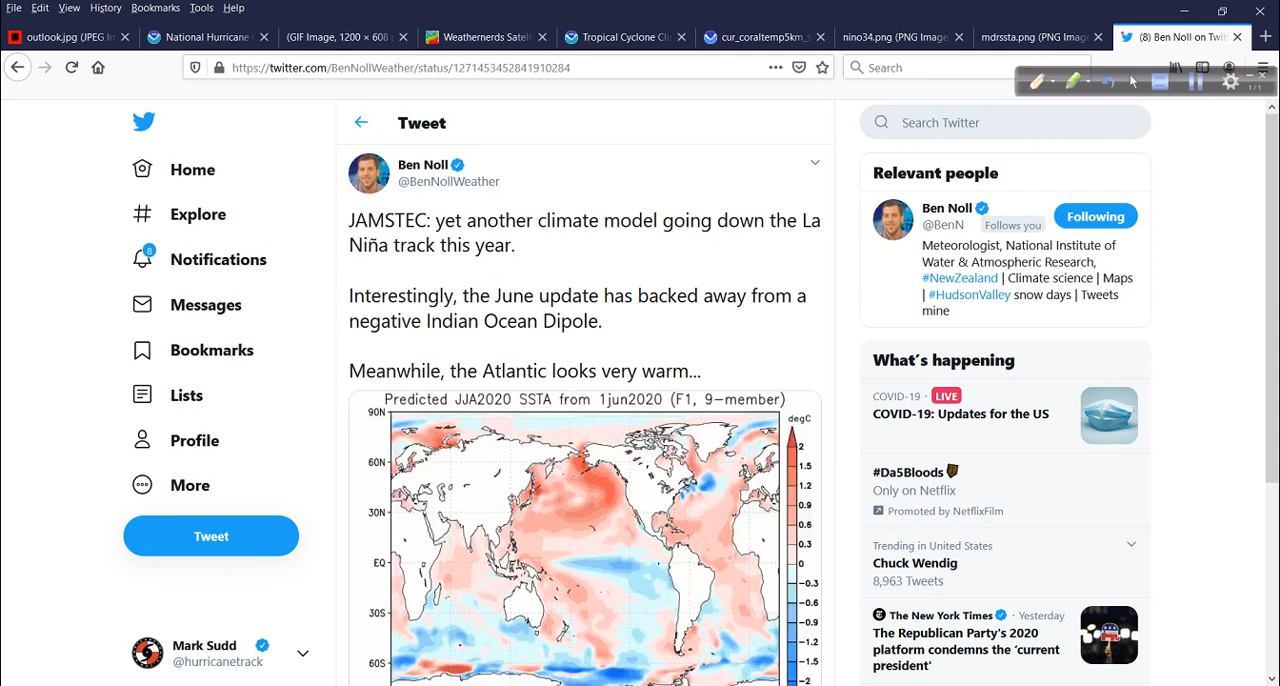 File Edit View History Bookmarks Tools Help
outlook.jpg (JPEG Im
National Hurricane
(GIF Image, 1200 × 608
Weathernerds Satel
Tropical Cyclone Cli
cur_coraltemp5km_s
nino34.png (PNG Image,
mdrssta.png (PNG Image,
(8) Ben Noll on Twit
https://twitter.com/BenNollWeather/status/1271453452841910284
Search
1/1
Home
Explore
8
Notifications
Messages
Bookmarks
Lists
Profile
More
Tweet
Mark Sudd
@hurricanetrack
Tweet
Ben Noll
@BenNollWeather
JAMSTEC: yet another climate model going down the La
Niña track this year.
Interestingly, the June update has backed away from a
negative Indian Ocean Dipole.
Meanwhile, the Atlantic looks very warm...
Predicted JJA2020 SSTA from 1jun2020 (F1, 9-member)
degC
90N
60N
30N
EQ
30S
60S
2
1.5
1.2
0.9
0.6
0.3
0
-0.3
-0.6
-0.9
-1.2
-1.5
-2
Search Twitter
Relevant people
Ben Noll
@BenN Follows you
Following
Meteorologist, National Institute of
Water & Atmospheric Research,
#NewZealand | Climate science | Maps
| #HudsonValley snow days | Tweets
mine
What's happening
COVID-19 · LIVE
COVID-19: Updates for the US
#Da5Bloods
Only on Netflix
Promoted by NetflixFilm
Trending in United States
Chuck Wendig
8,963 Tweets
The New York Times · Yesterday
The Republican Party's 2020
platform condemns the 'current
president'